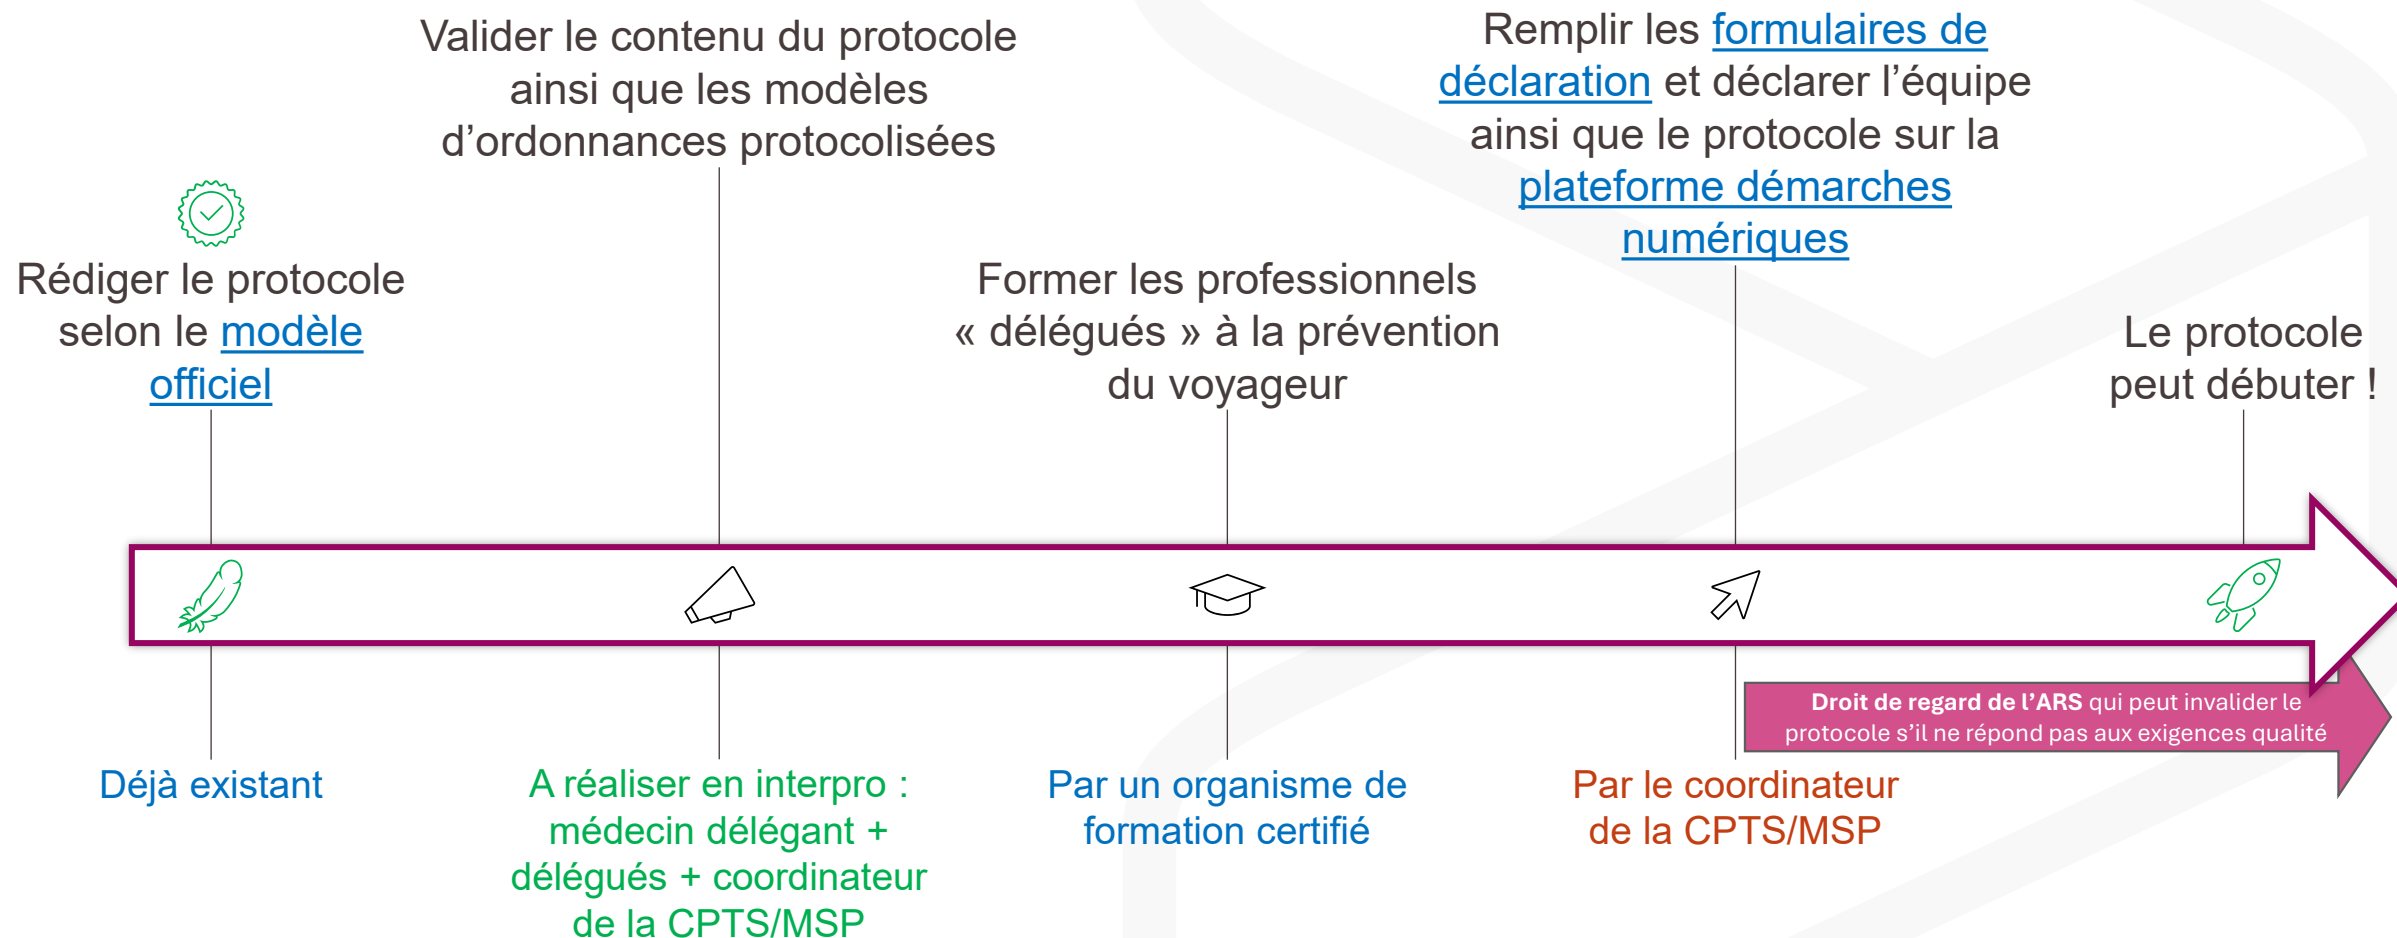 Rédiger le protocole
selon le modèle
officiel
Déjà existant
Valider le contenu du protocole
ainsi que les modèles
d’ordonnances protocolisées
A réaliser en interpro :
médecin délégant +
délégués + coordinateur
de la CPTS/MSP
Former les professionnels
« délégués » à la prévention
du voyageur
Par un organisme de
formation certifié
Remplir les formulaires de
déclaration et déclarer l’équipe
ainsi que le protocole sur la
plateforme démarches
numériques
Par le coordinateur
de la CPTS/MSP
Le protocole
peut débuter !
Droit de regard de l’ARS qui peut invalider le
protocole s’il ne répond pas aux exigences qualité